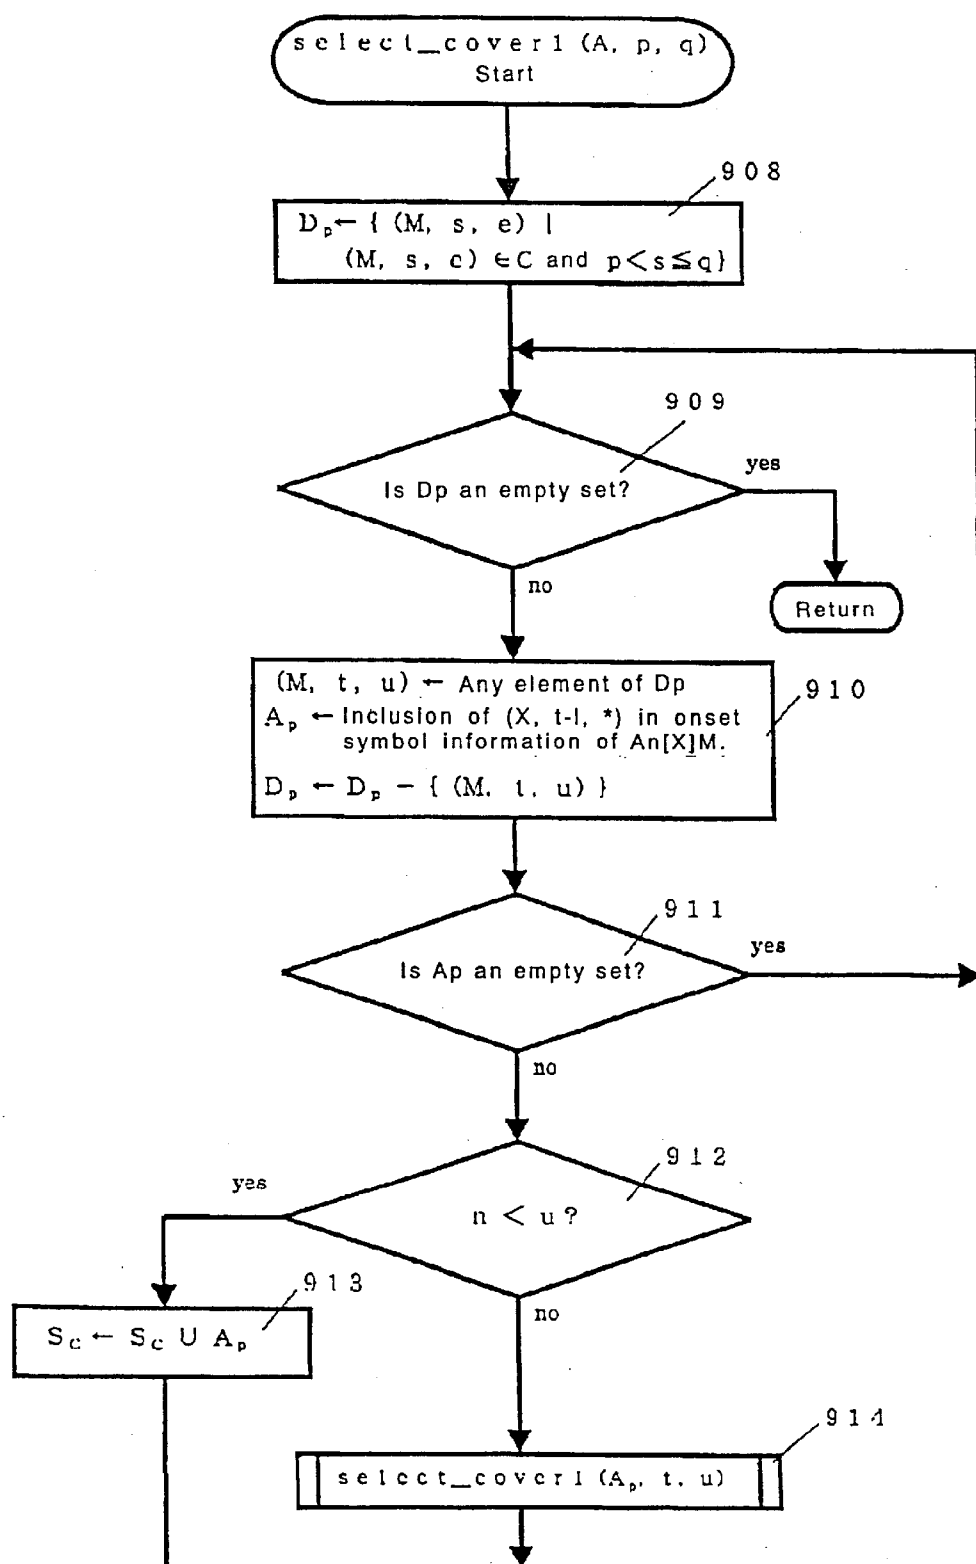 select_cover1 (A, p, q)
Start
908
Dp ← { (M, s, e) |
(M, s, c) ∈ C and p < s ≦ q}
909
Is Dp an empty set?
yes
no
Return
(M, t, u) ← Any element of Dp
910
Ap ← Inclusion of (X, t-l, *) in onset
symbol information of An[X]M.
Dp ← Dp − { (M, t, u) }
911
Is Ap an empty set?
yes
no
912
yes
n < u ?
913
no
Sc ← Sc ∪ Ap
914
select_cover1 (Ap, t, u)